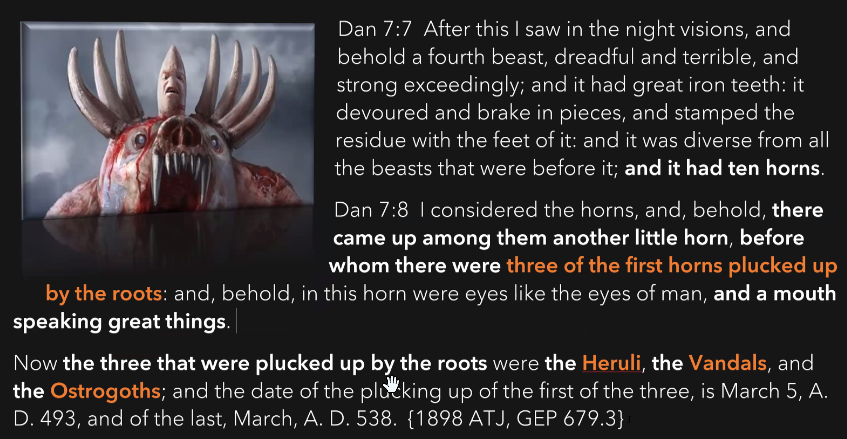 Dan 7:7  After this I saw in the night visions, and
behold a fourth beast, dreadful and terrible, and
strong exceedingly; and it had great iron teeth: it
devoured and brake in pieces, and stamped the
residue with the feet of it: and it was diverse from all
the beasts that were before it; and it had ten horns.
Dan 7:8  I considered the horns, and, behold, there
came up among them another little horn, before
whom there were three of the first horns plucked up
by the roots: and, behold, in this horn were eyes like the eyes of man, and a mouth
speaking great things.
Now the three that were plucked up by the roots were the Heruli, the Vandals, and
the Ostrogoths; and the date of the plucking up of the first of the three, is March 5, A.
D. 493, and of the last, March, A. D. 538.  {1898 ATJ, GEP 679.3}